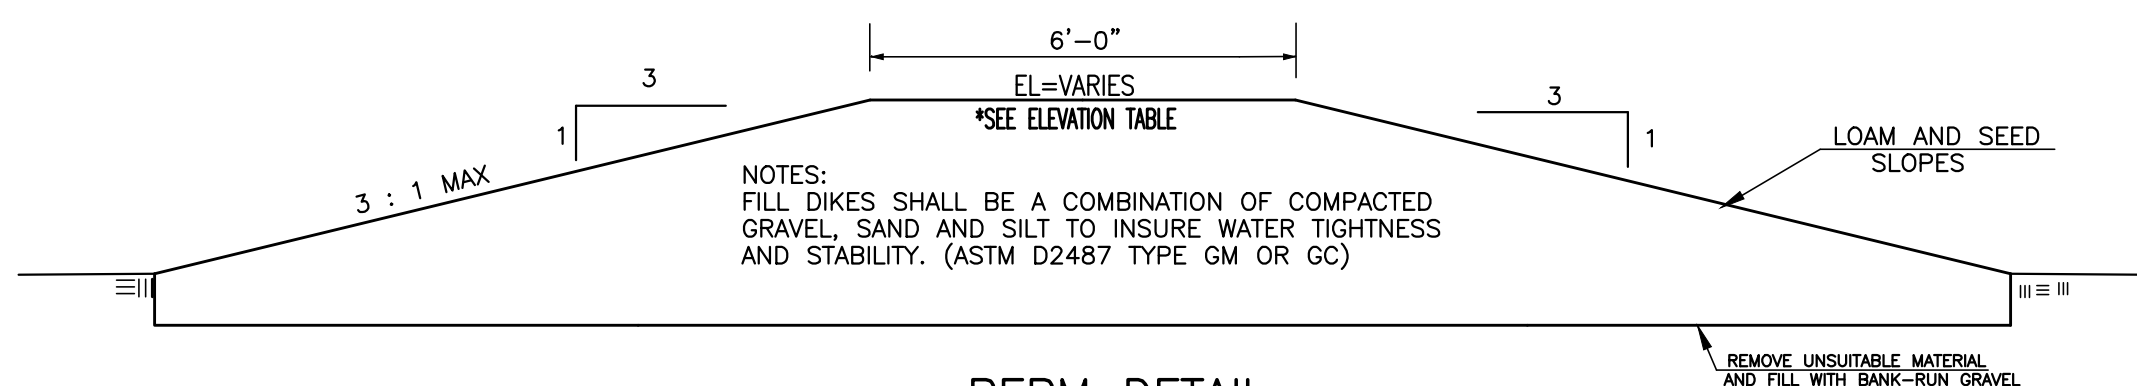 6'-0"
3
EL=VARIES
3
*SEE ELEVATION TABLE
1
1
LOAM AND SEED
SLOPES
3 : 1 MAX
NOTES:
FILL DIKES SHALL BE A COMBINATION OF COMPACTED
GRAVEL, SAND AND SILT TO INSURE WATER TIGHTNESS
AND STABILITY. (ASTM D2487 TYPE GM OR GC)
REMOVE UNSUITABLE MATERIAL
AND FILL WITH BANK-RUN GRAVEL
BERM DETAIL